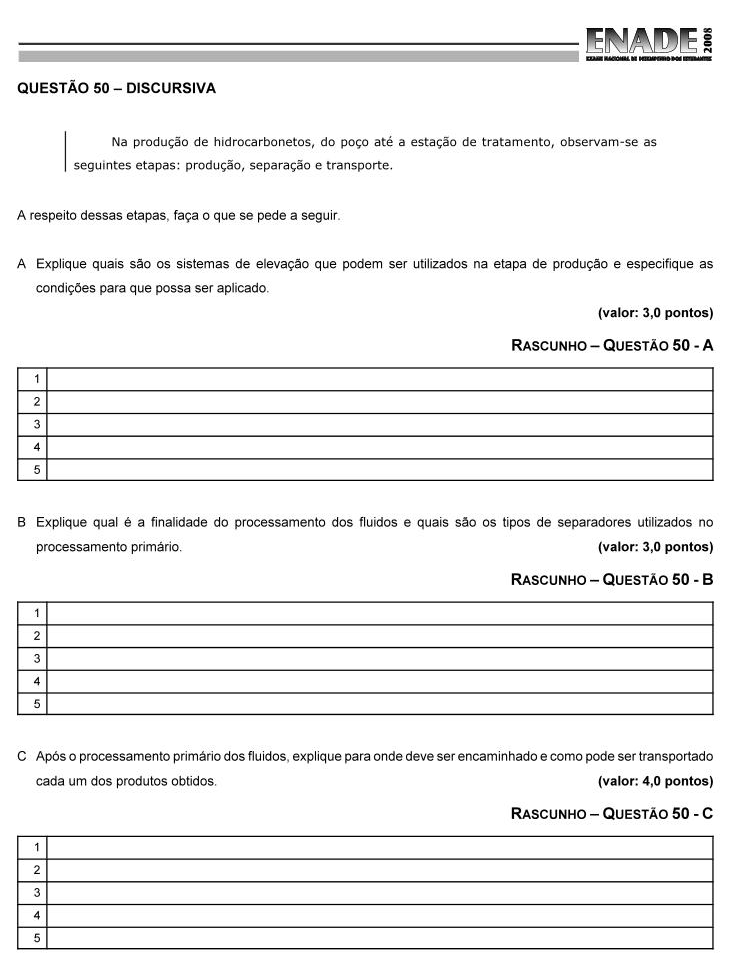 ENADE 2008
EXAME NACIONAL DE DESEMPENHO DOS ESTUDANTES
QUESTÃO 50 – DISCURSIVA
Na produção de hidrocarbonetos, do poço até a estação de tratamento, observam-se as
seguintes etapas: produção, separação e transporte.
A respeito dessas etapas, faça o que se pede a seguir.
A Explique quais são os sistemas de elevação que podem ser utilizados na etapa de produção e especifique as
condições para que possa ser aplicado.
(valor: 3,0 pontos)
RASCUNHO – QUESTÃO 50 - A
1
2
3
4
5
B Explique qual é a finalidade do processamento dos fluidos e quais são os tipos de separadores utilizados no
processamento primário. (valor: 3,0 pontos)
RASCUNHO – QUESTÃO 50 - B
1
2
3
4
5
C Após o processamento primário dos fluidos, explique para onde deve ser encaminhado e como pode ser transportado
cada um dos produtos obtidos. (valor: 4,0 pontos)
RASCUNHO – QUESTÃO 50 - C
1
2
3
4
5